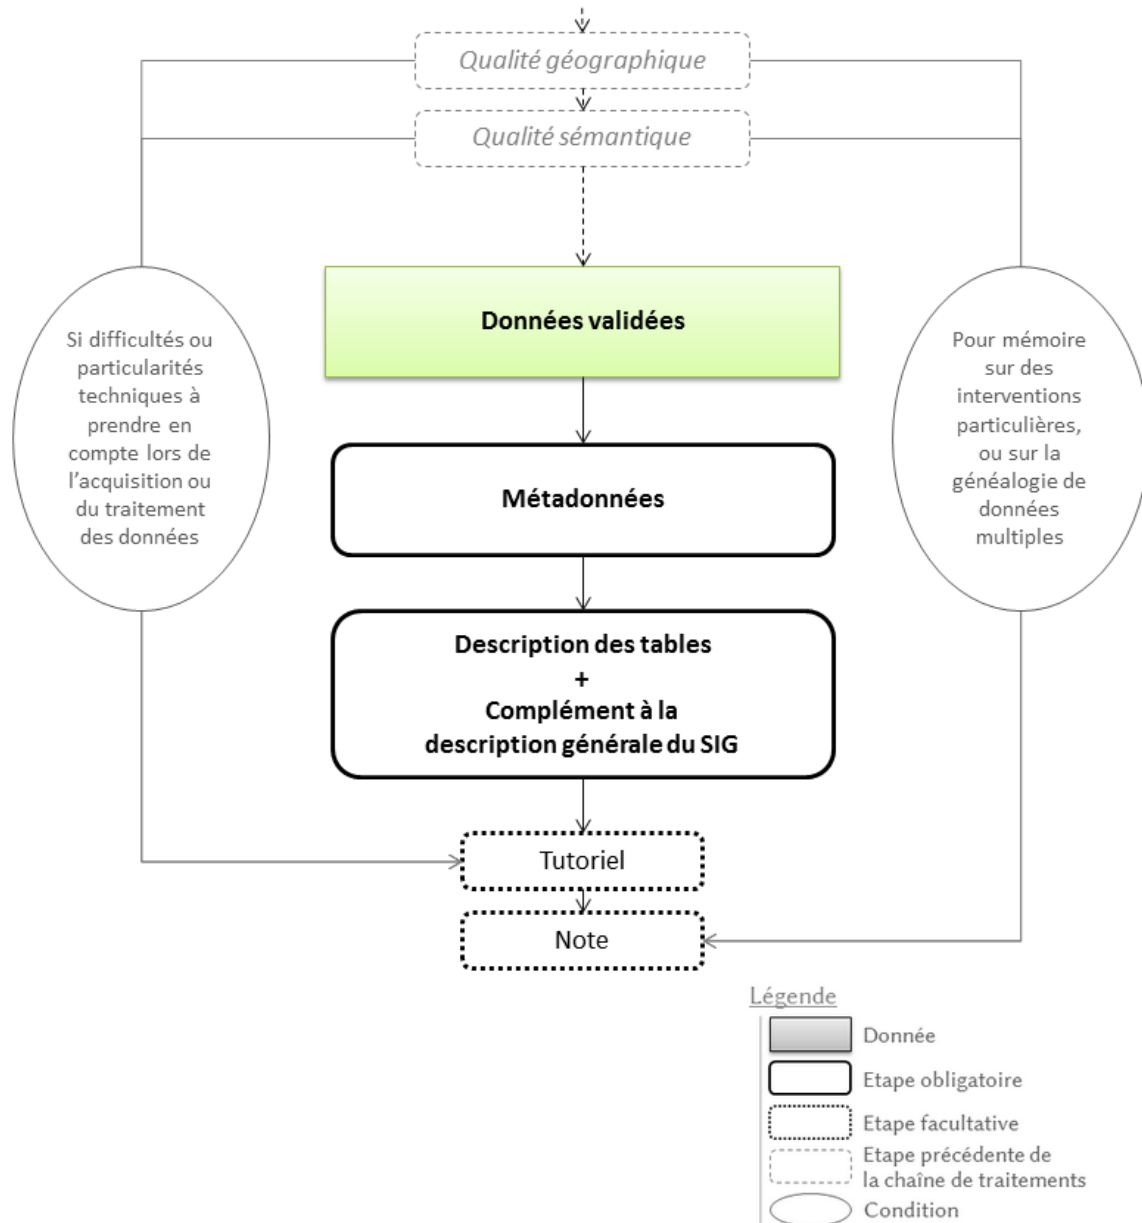 Qualité géographique
Qualité sémantique
Données validées
Si difficultés ou
particularités
techniques à
prendre en
compte lors de
l'acquisition ou
du traitement
des données
Pour mémoire
sur des
interventions
particulières,
ou sur la
généalogie de
données
multiples
Métadonnées
Description des tables
+
Complément à la
description générale du SIG
Tutoriel
Note
Légende
Donnée
Etape obligatoire
Etape facultative
Etape précédente de
la chaîne de traitements
Condition